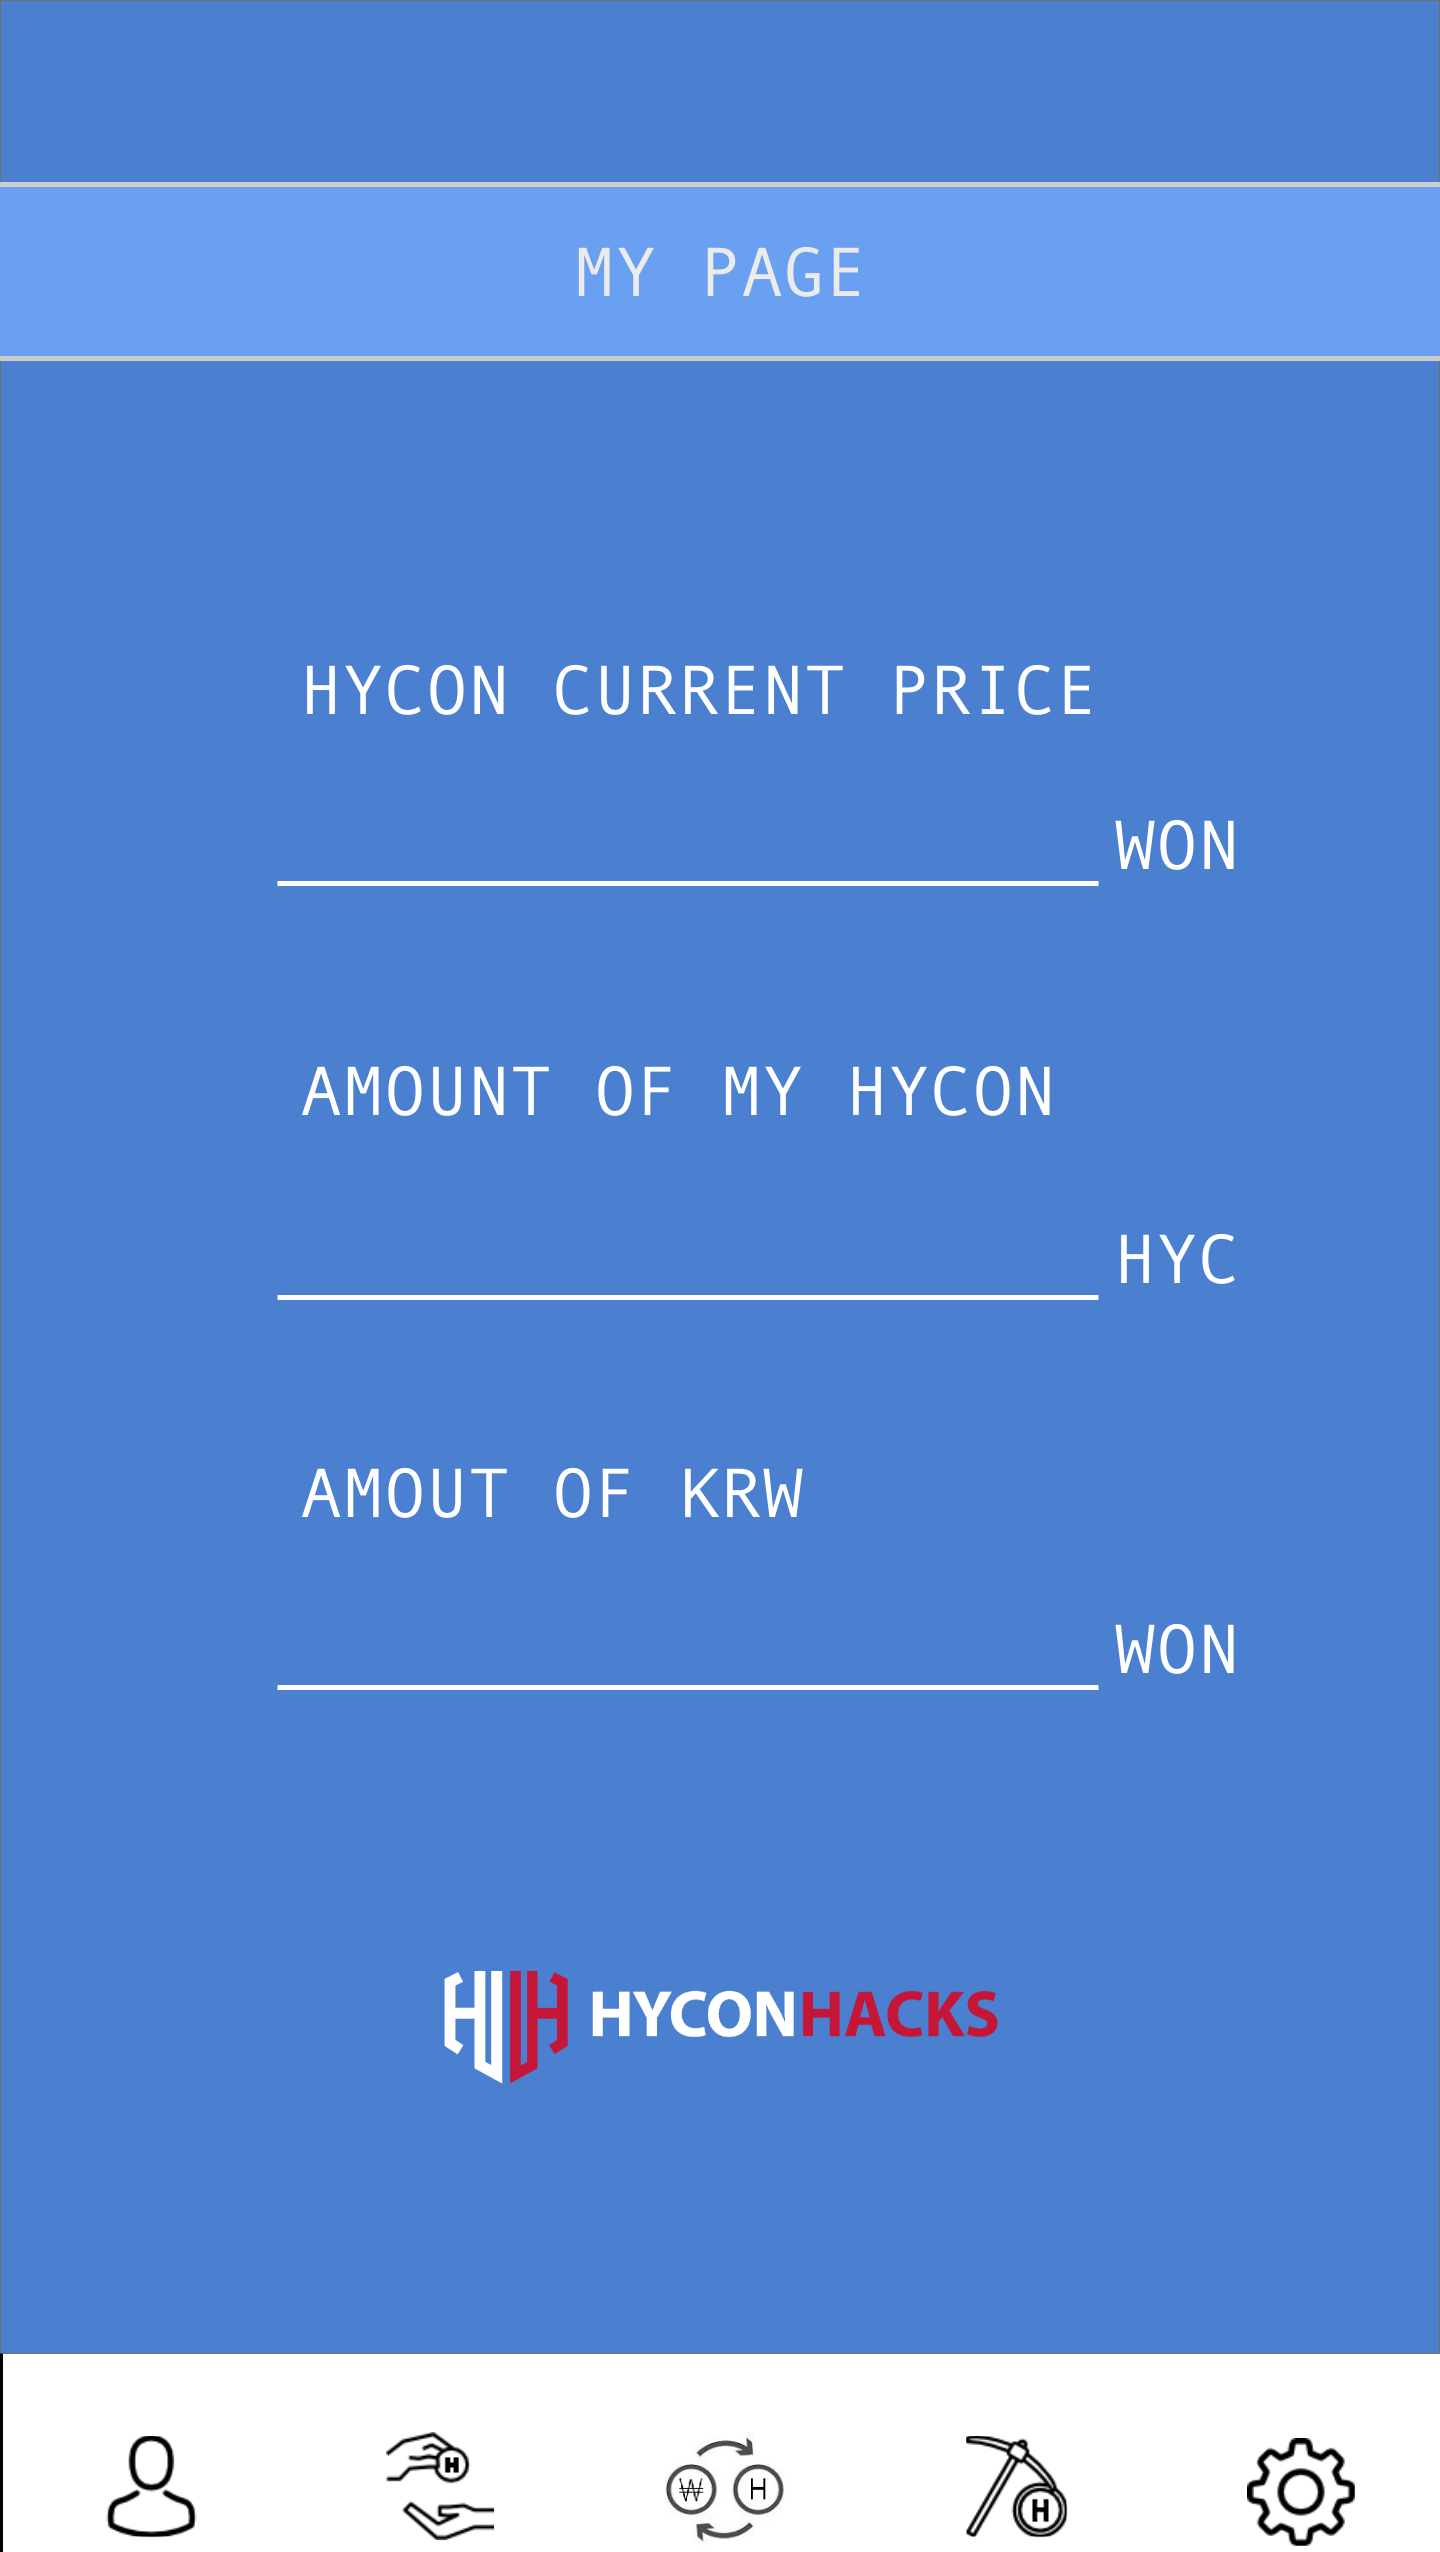 MY PAGE
HYCON CURRENT PRICE
WON
AMOUNT OF MY HYCON
HYC
AMOUT OF KRW
WON
HYCONHACKS
H
₩ H
H